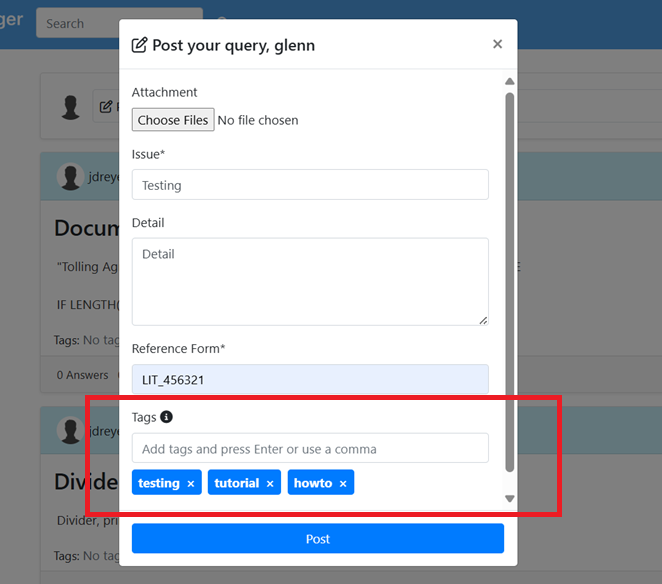 ger
Search
Post your query, glenn
×
Attachment
Choose Files No file chosen
Issue*
Testing
Detail
Detail
Reference Form*
LIT_456321
Tags
Add tags and press Enter or use a comma
testing × tutorial × howto ×
Post
jdreye
Docum
"Tolling Ag
E
IF LENGTH(
Tags: No tag
0 Answers
jdreye
Divide
Divider, pri
Tags: No tag